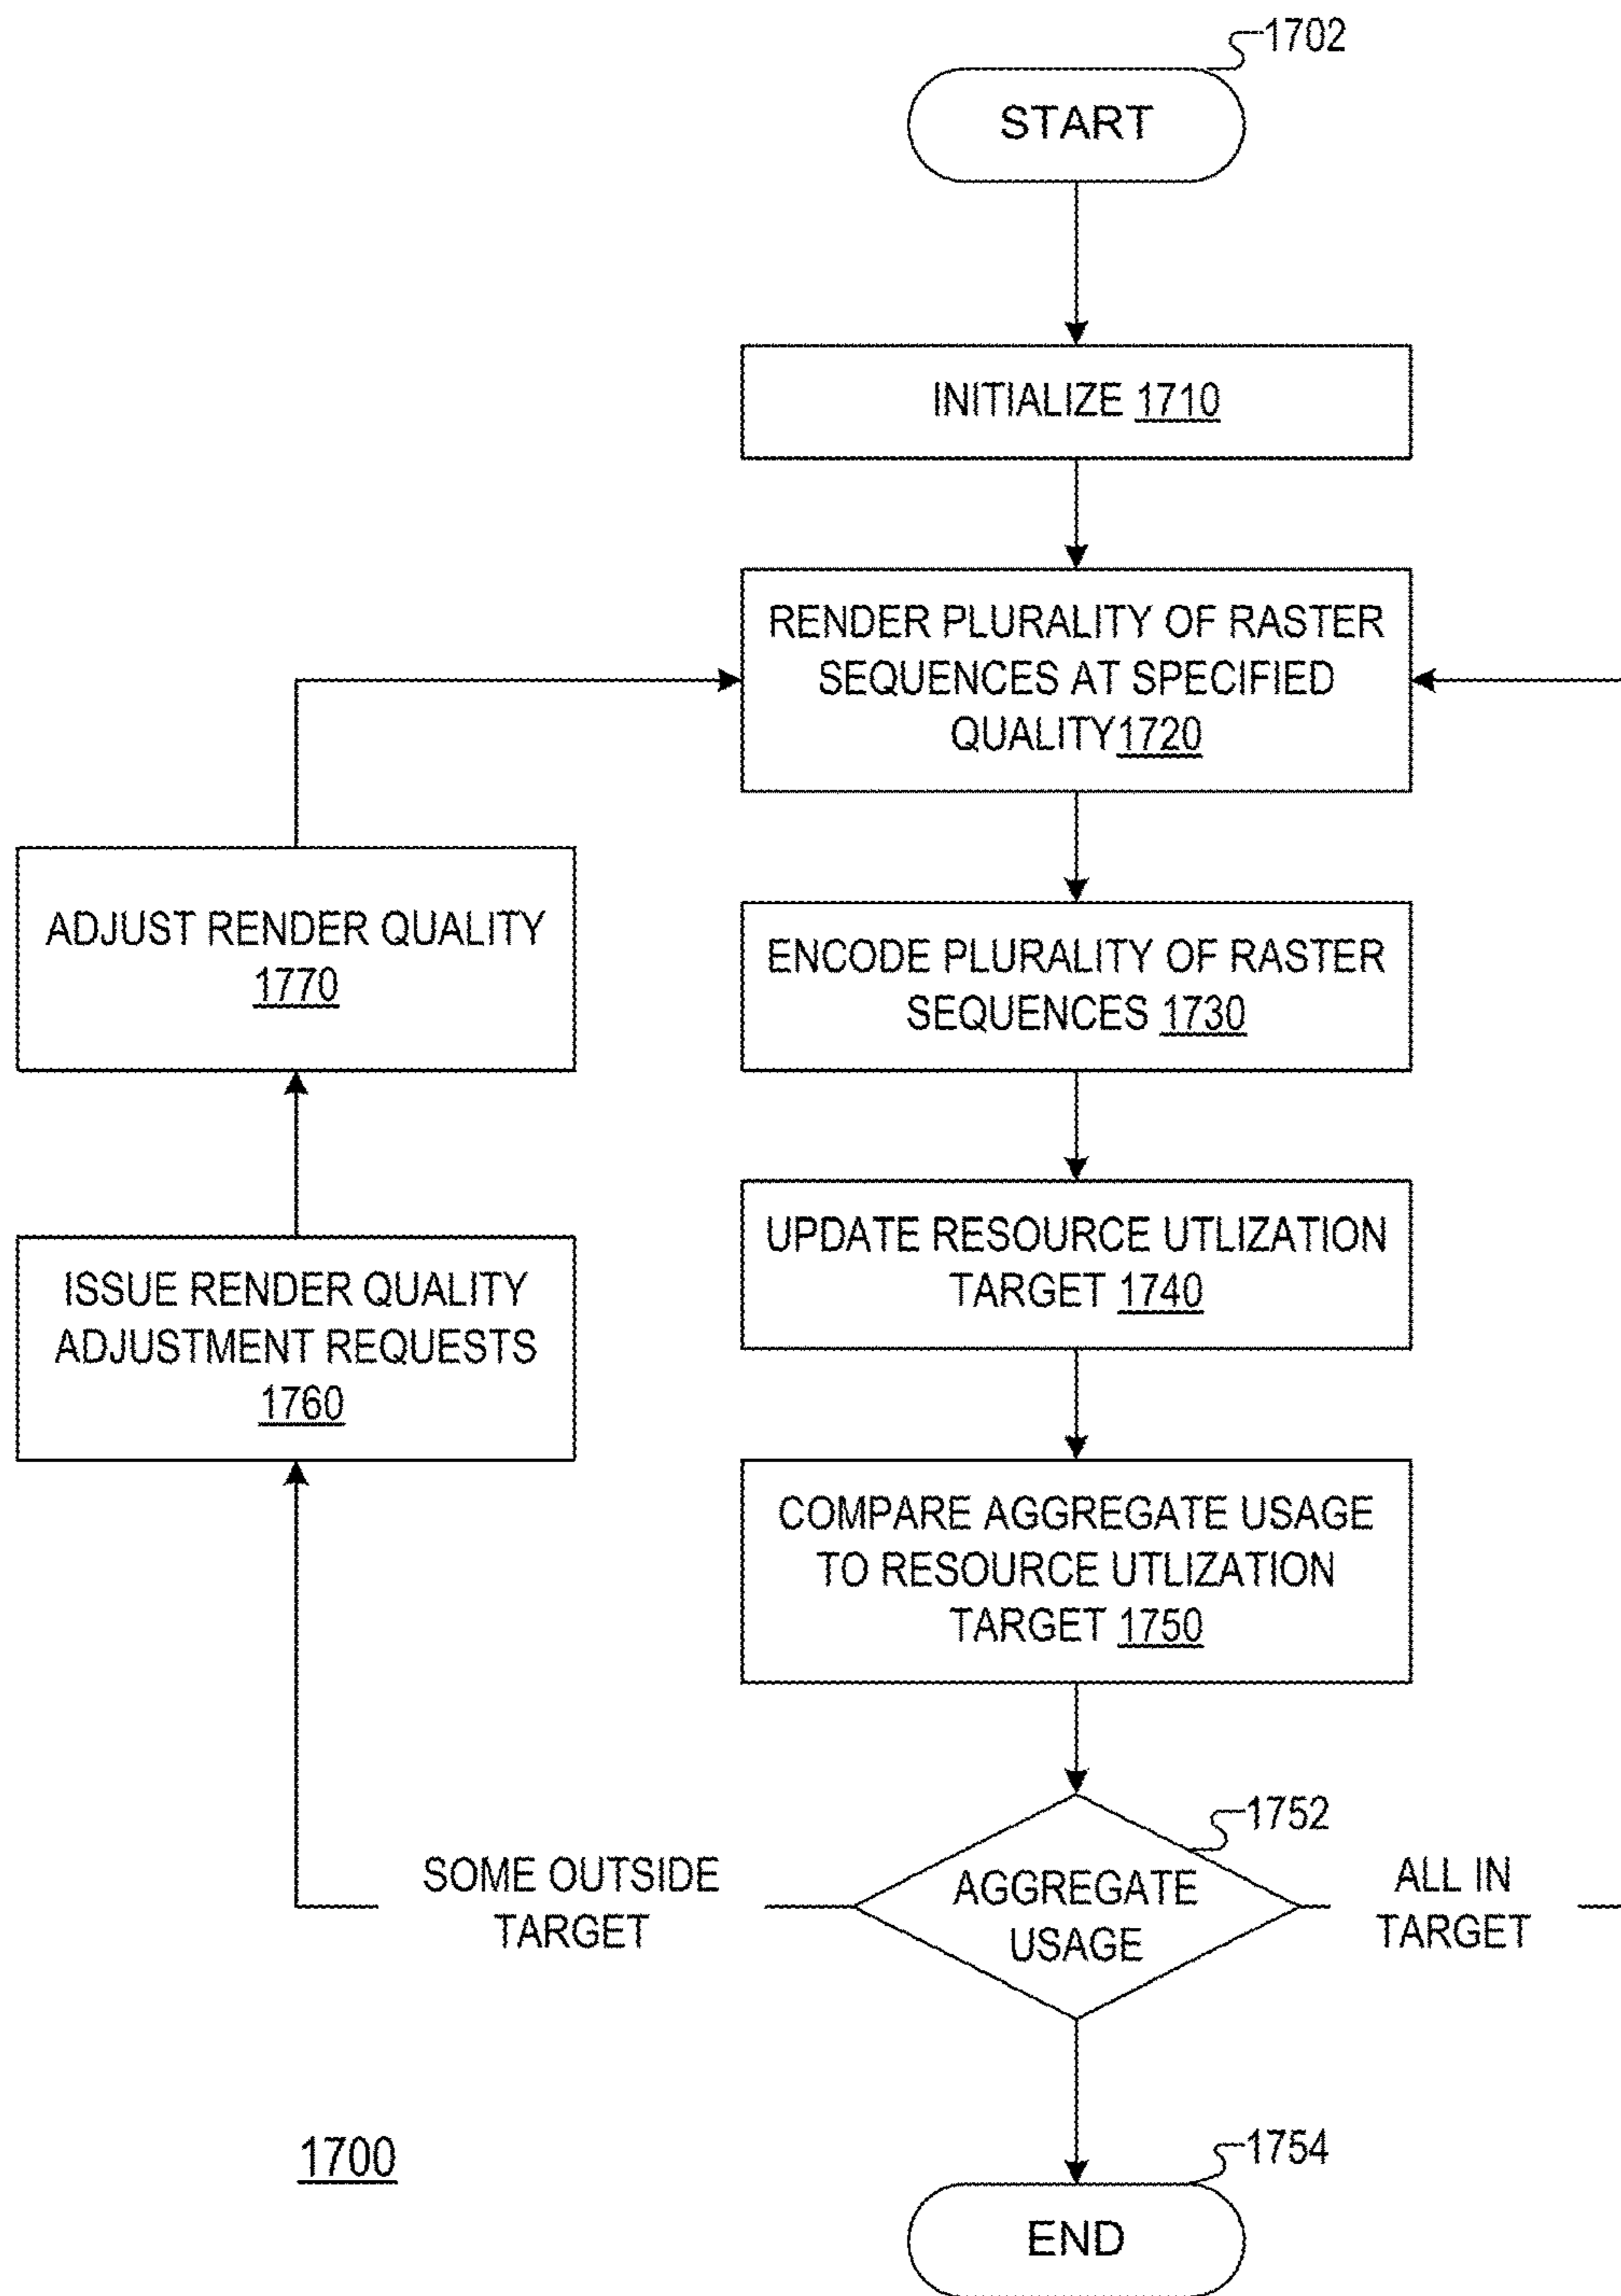 1702
START
INITIALIZE 1710
RENDER PLURALITY OF RASTER
SEQUENCES AT SPECIFIED
QUALITY1720
ADJUST RENDER QUALITY
1770
ENCODE PLURALITY OF RASTER
SEQUENCES 1730
UPDATE RESOURCE UTLIZATION
TARGET 1740
ISSUE RENDER QUALITY
ADJUSTMENT REQUESTS
1760
COMPARE AGGREGATE USAGE
TO RESOURCE UTLIZATION
TARGET 1750
1752
SOME OUTSIDE
TARGET
AGGREGATE
USAGE
ALL IN
TARGET
1700
1754
END